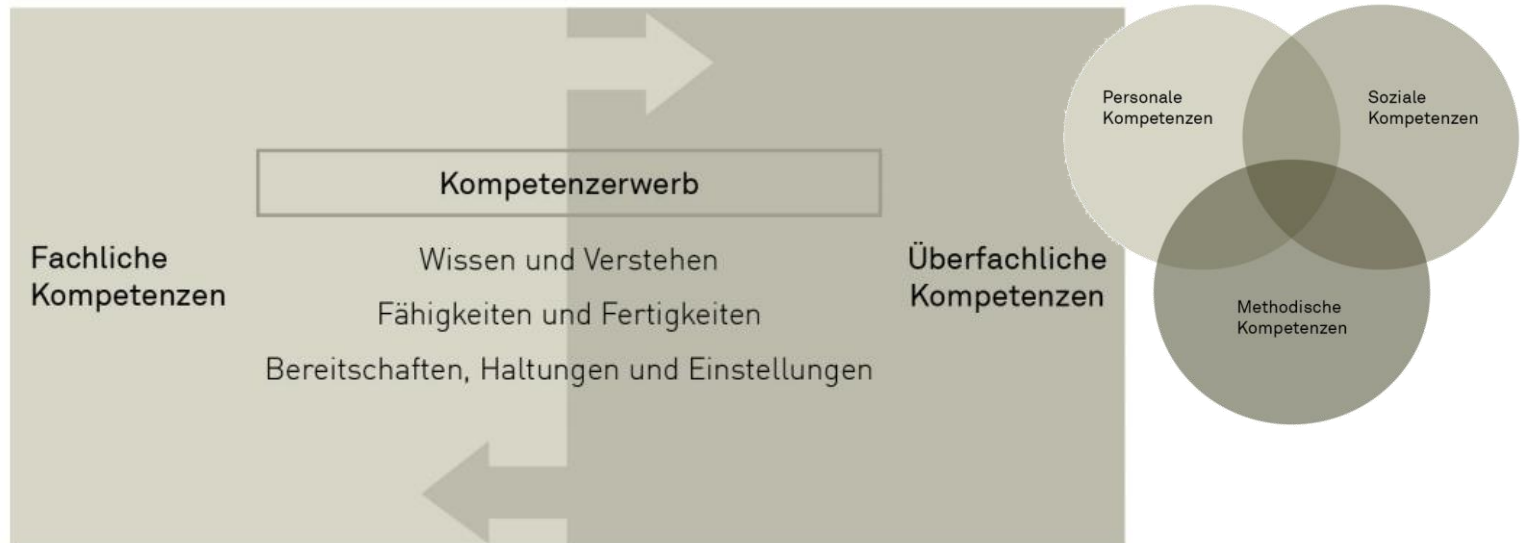 Kompetenzerwerb
Fachliche
Kompetenzen
Wissen und Verstehen
Fähigkeiten und Fertigkeiten
Bereitschaften, Haltungen und Einstellungen
Überfachliche
Kompetenzen
Personale
Kompetenzen
Soziale
Kompetenzen
Methodische
Kompetenzen